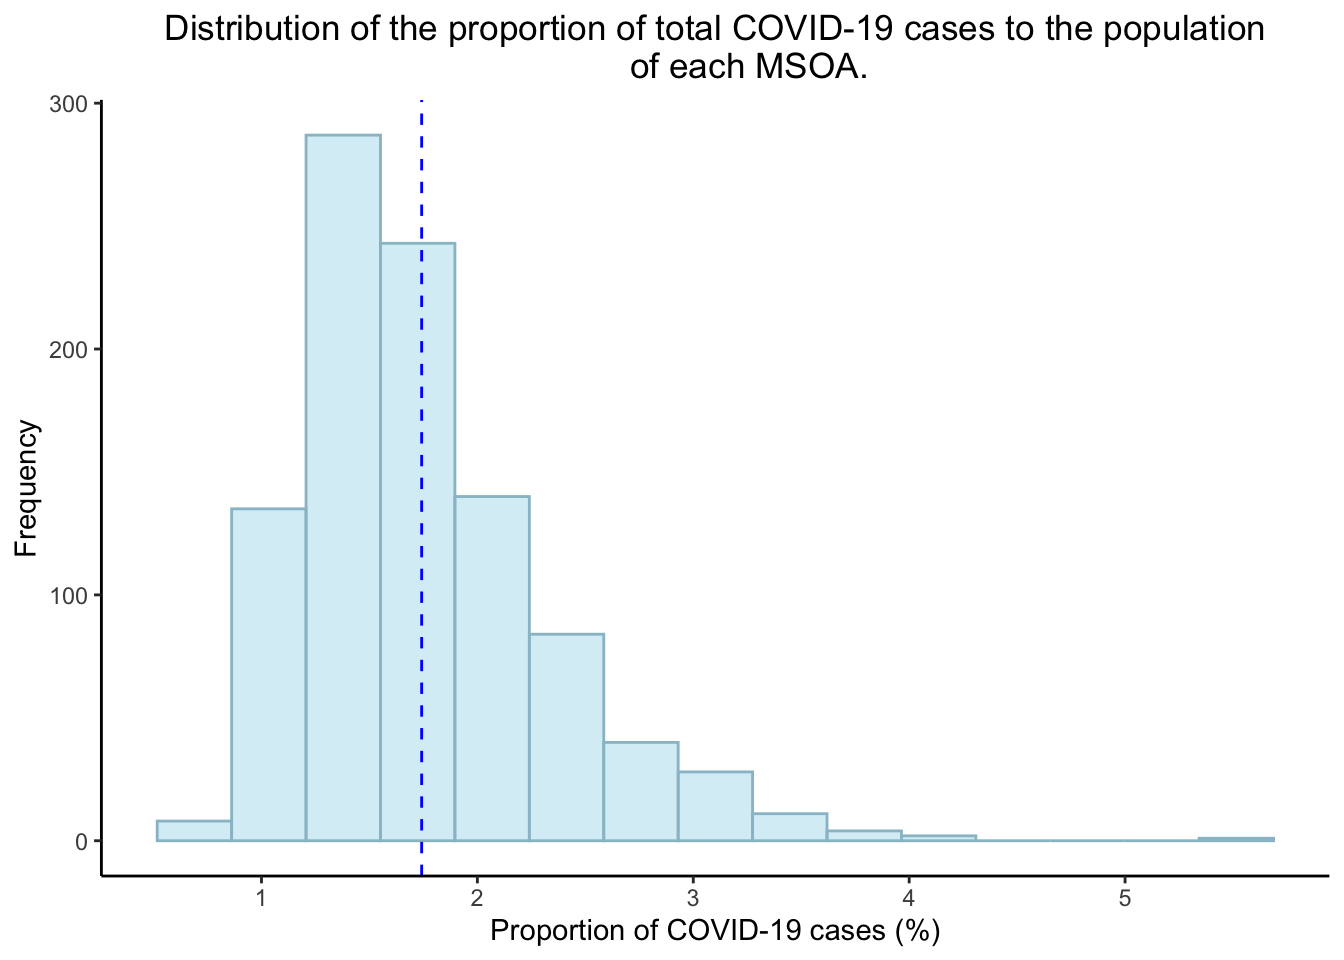 Distribution of the proportion of total COVID-19 cases to the population
of each MSOA.
300
200
100
0
Frequency
1 2 3 4 5
Proportion of COVID-19 cases (%)